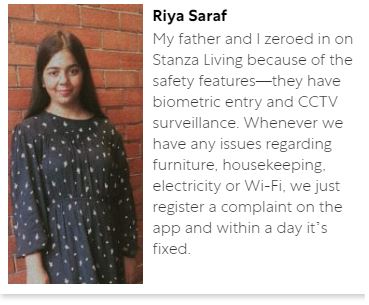 Riya Saraf
My father and I zeroed in on
Stanza Living because of the
safety features—they have
biometric entry and CCTV
surveillance. Whenever we
have any issues regarding
furniture, housekeeping,
electricity or Wi-Fi, we just
register a complaint on the
app and within a day it's
fixed.